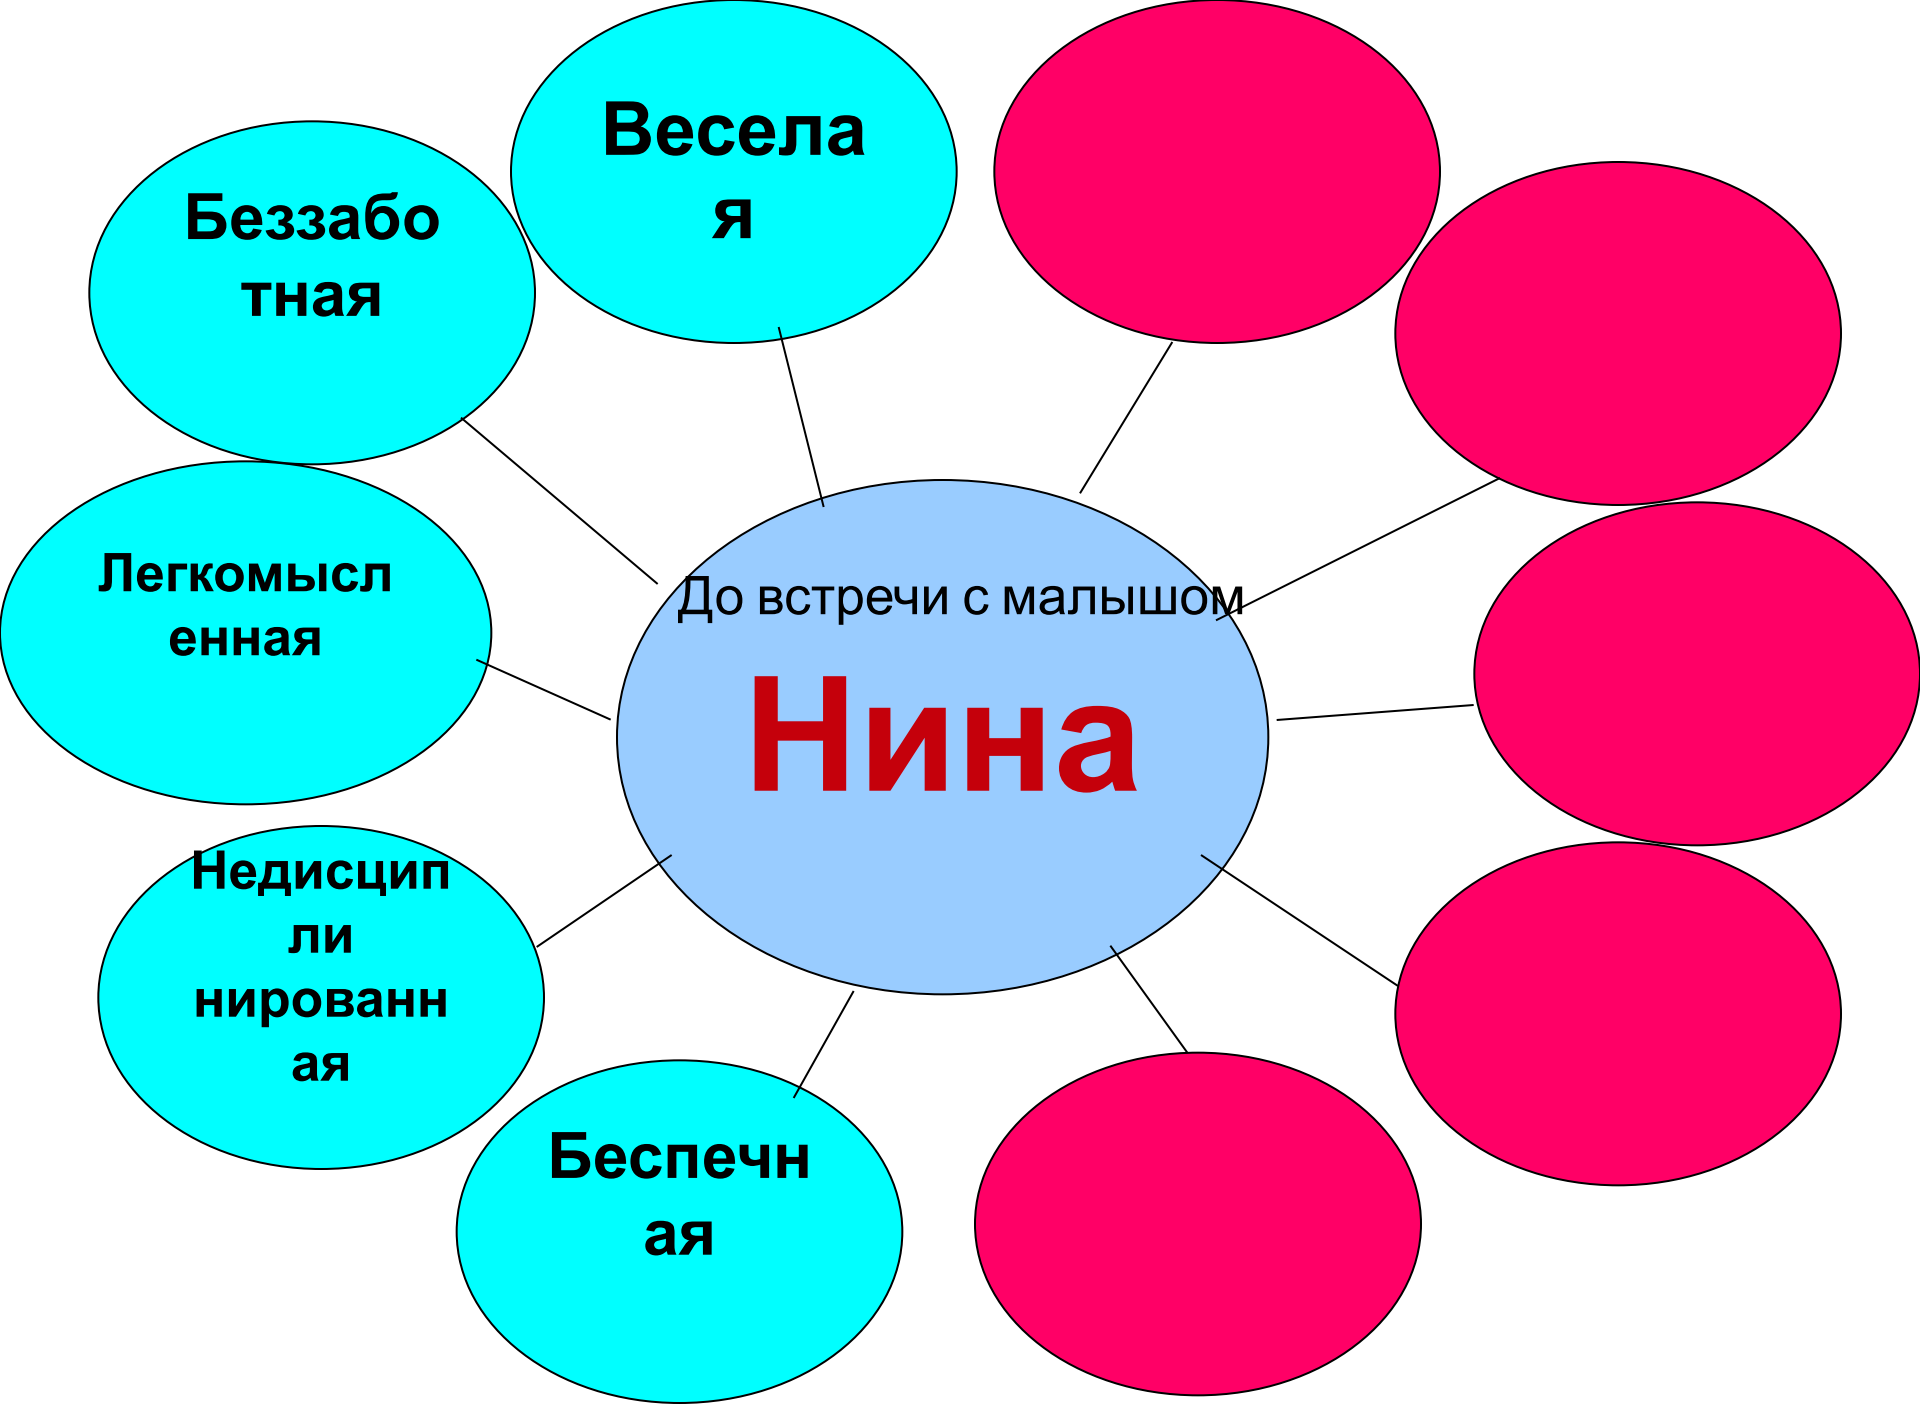 Весела
я
Беззабо
тная
Легкомысл
енная
До встречи с малышом
Нина
Недисцип
ли
нированн
ая
Беспечн
ая